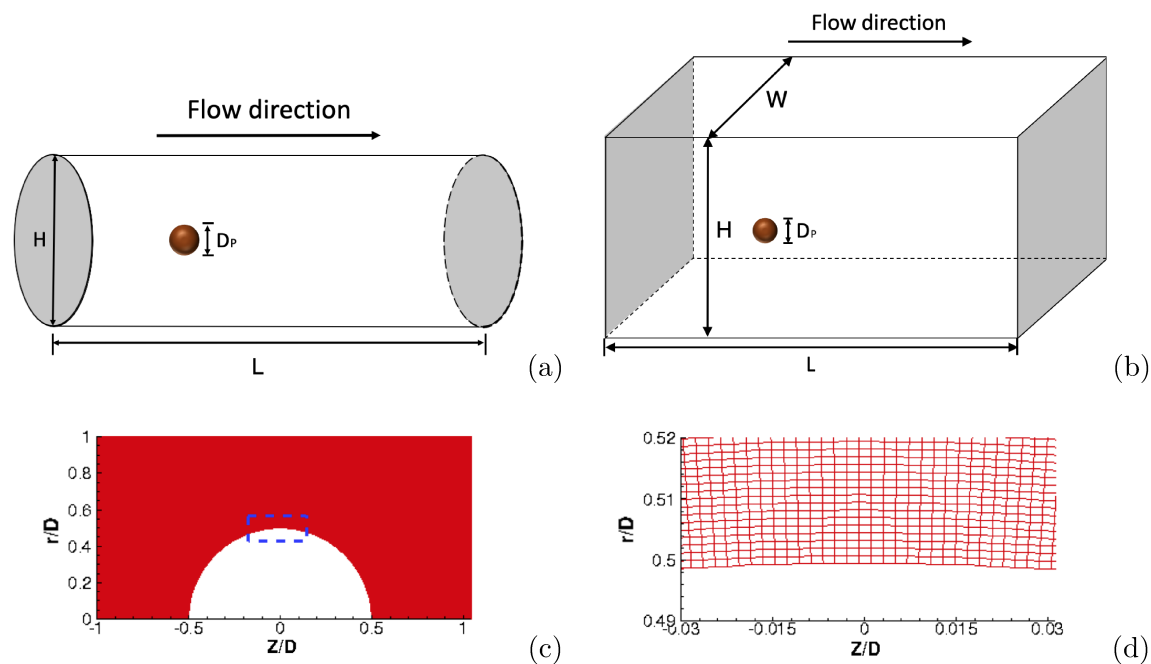 Flow direction
H
Dₚ
L
(a)
Flow direction
W
H
Dₚ
L
(b)
r/D
1
0.8
0.6
0.4
0.2
0
-1
-0.5
0
0.5
1
Z/D
(c)
r/D
0.52
0.51
0.5
0.49
-0.03
-0.015
0
0.015
0.03
Z/D
(d)